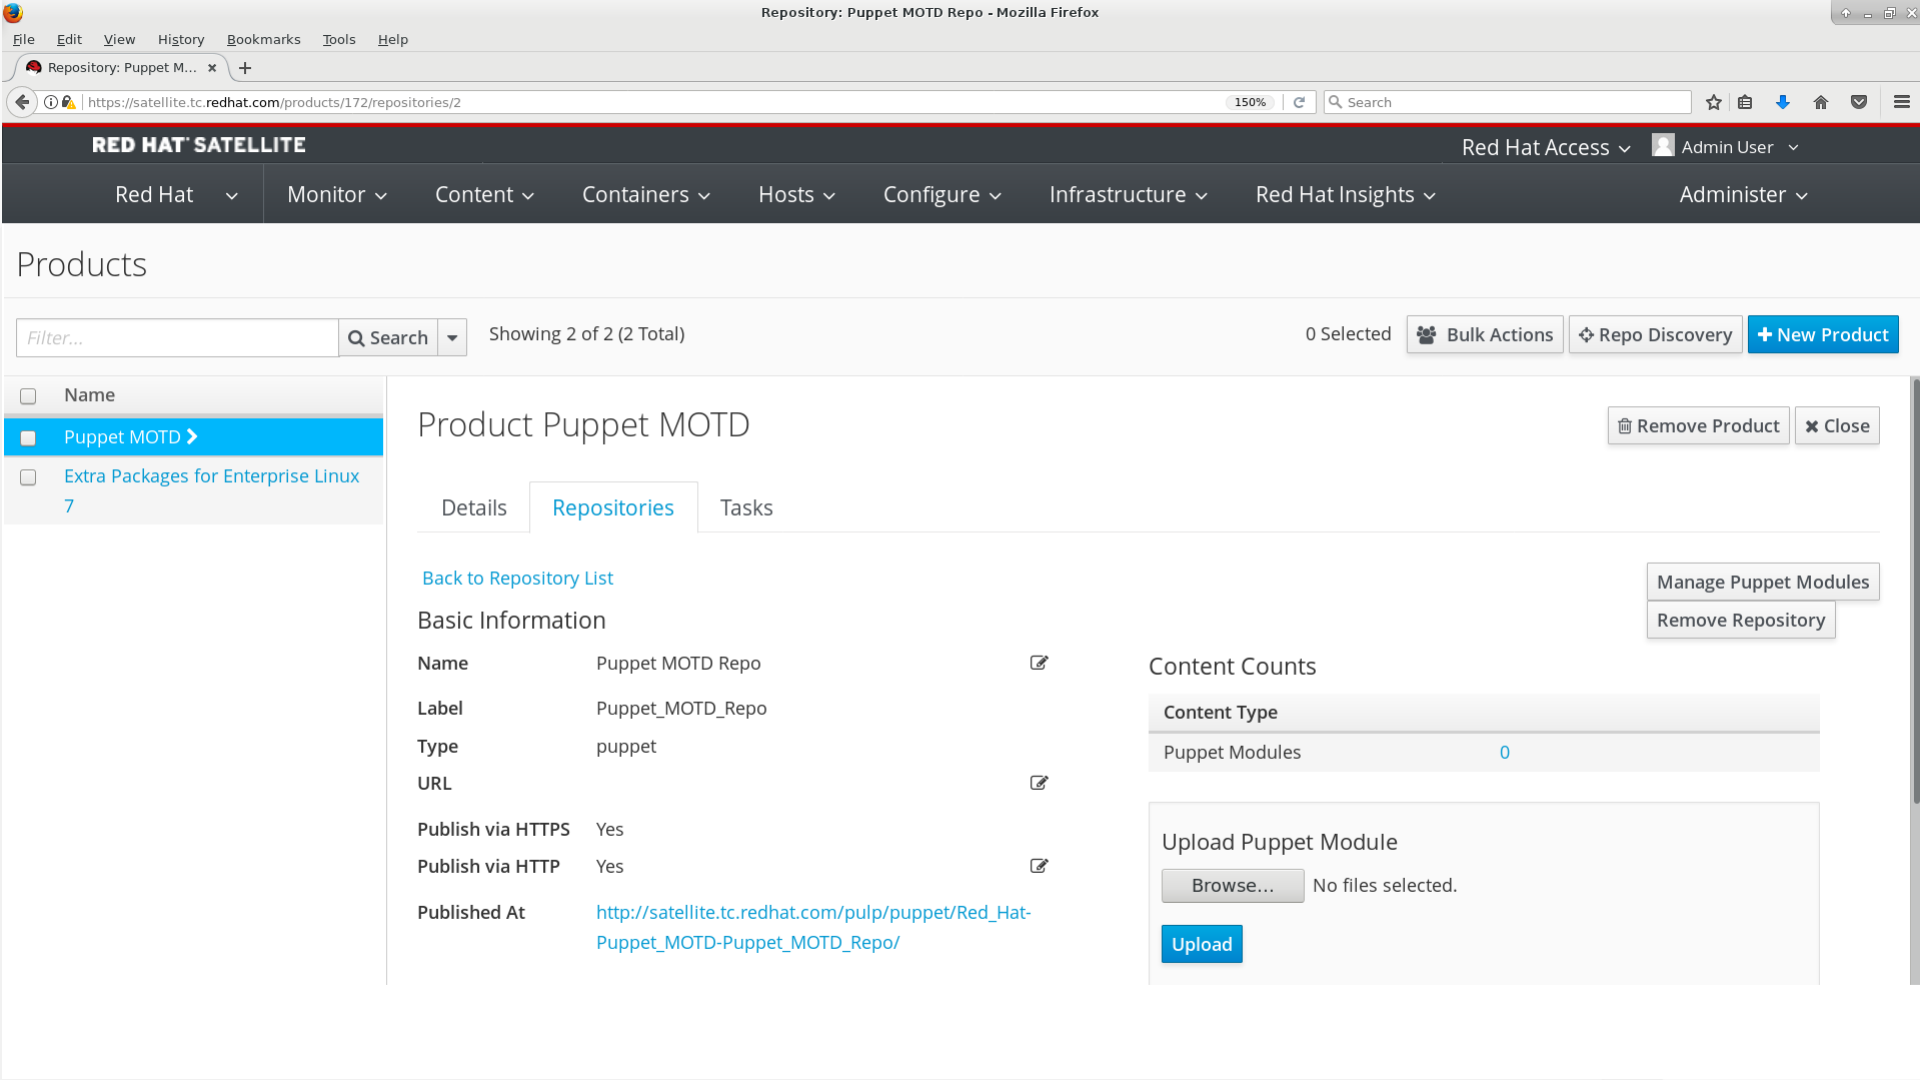 Repository: Puppet MOTD Repo - Mozilla Firefox
File Edit View History Bookmarks Tools Help
Repository: Puppet M...
https://satellite.tc.redhat.com/products/172/repositories/2 150% Search
RED HAT SATELLITE Red Hat Access Admin User
Red Hat Monitor Content Containers Hosts Configure Infrastructure Red Hat Insights Administer
Products
Filter... Search Showing 2 of 2 (2 Total) 0 Selected Bulk Actions Repo Discovery New Product
Name
Puppet MOTD
Extra Packages for Enterprise Linux
7
Product Puppet MOTD Remove Product Close
Details Repositories Tasks
Back to Repository List Manage Puppet Modules
Remove Repository
Basic Information
Name Puppet MOTD Repo
Label Puppet_MOTD_Repo
Type puppet
URL
Publish via HTTPS Yes
Publish via HTTP Yes
Published At http://satellite.tc.redhat.com/pulp/puppet/Red_Hat-
Puppet_MOTD-Puppet_MOTD_Repo/
Content Counts
Content Type
Puppet Modules 0
Upload Puppet Module
Browse... No files selected.
Upload